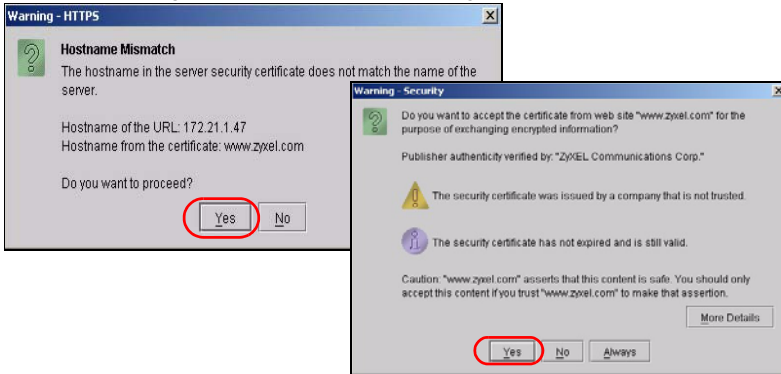 Warning - HTTPS
Hostname Mismatch
The hostname in the server security certificate does not match the name of the
server.
Hostname of the URL: 172.21.1.47
Hostname from the certificate: www.zyxel.com
Do you want to proceed?
Yes No
Warning - Security
Do you want to accept the certificate from web site "www.zyxel.com" for the
purpose of exchanging encrypted information?
Publisher authenticity verified by: "ZyXEL Communications Corp."
The security certificate was issued by a company that is not trusted.
The security certificate has not expired and is still valid.
Caution: "www.zyxel.com" asserts that this content is safe. You should only
accept this content if you trust "www.zyxel.com" to make that assertion.
More Details
Yes No Always